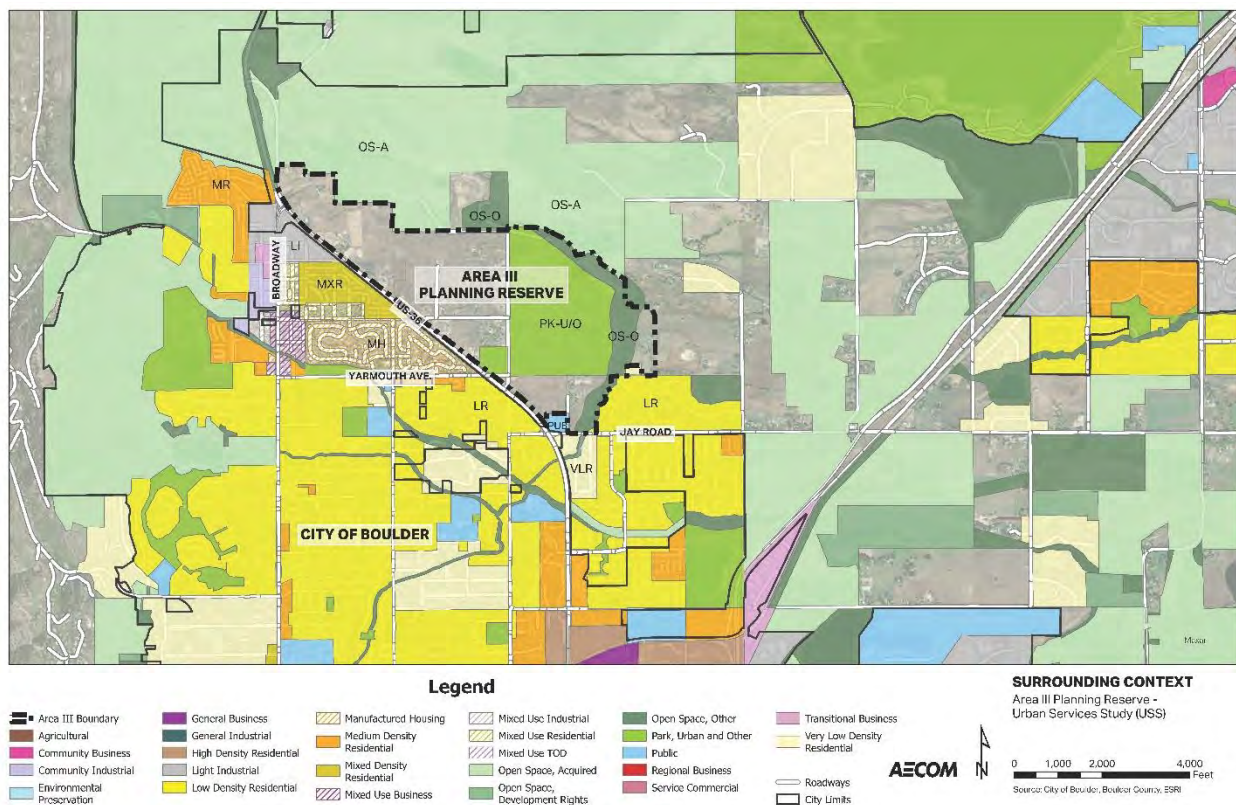 OS-A
MR
OS-O
OS-A
LI
BROADWAY
AREA III
PLANNING RESERVE
MXR
US-36
PK-U/O
OS-O
MH
YARMOUTH AVE.
LR
LR
PUB
JAY ROAD
VLR
CITY OF BOULDER
Maxar
Legend
Area III Boundary
Agricultural
Community Business
Community Industrial
Environmental
Preservation
General Business
General Industrial
High Density Residential
Light Industrial
Low Density Residential
Manufactured Housing
Medium Density
Residential
Mixed Density
Residential
Mixed Use Business
Mixed Use Industrial
Mixed Use Residential
Mixed Use TOD
Open Space, Acquired
Open Space,
Development Rights
Open Space, Other
Park, Urban and Other
Public
Regional Business
Service Commercial
Transitional Business
Very Low Density
Residential
Roadways
City Limits
AECOM
N
SURROUNDING CONTEXT
Area III Planning Reserve -
Urban Services Study (USS)
0 1,000 2,000 4,000
Feet
Source: City of Boulder, Boulder County, ESRI